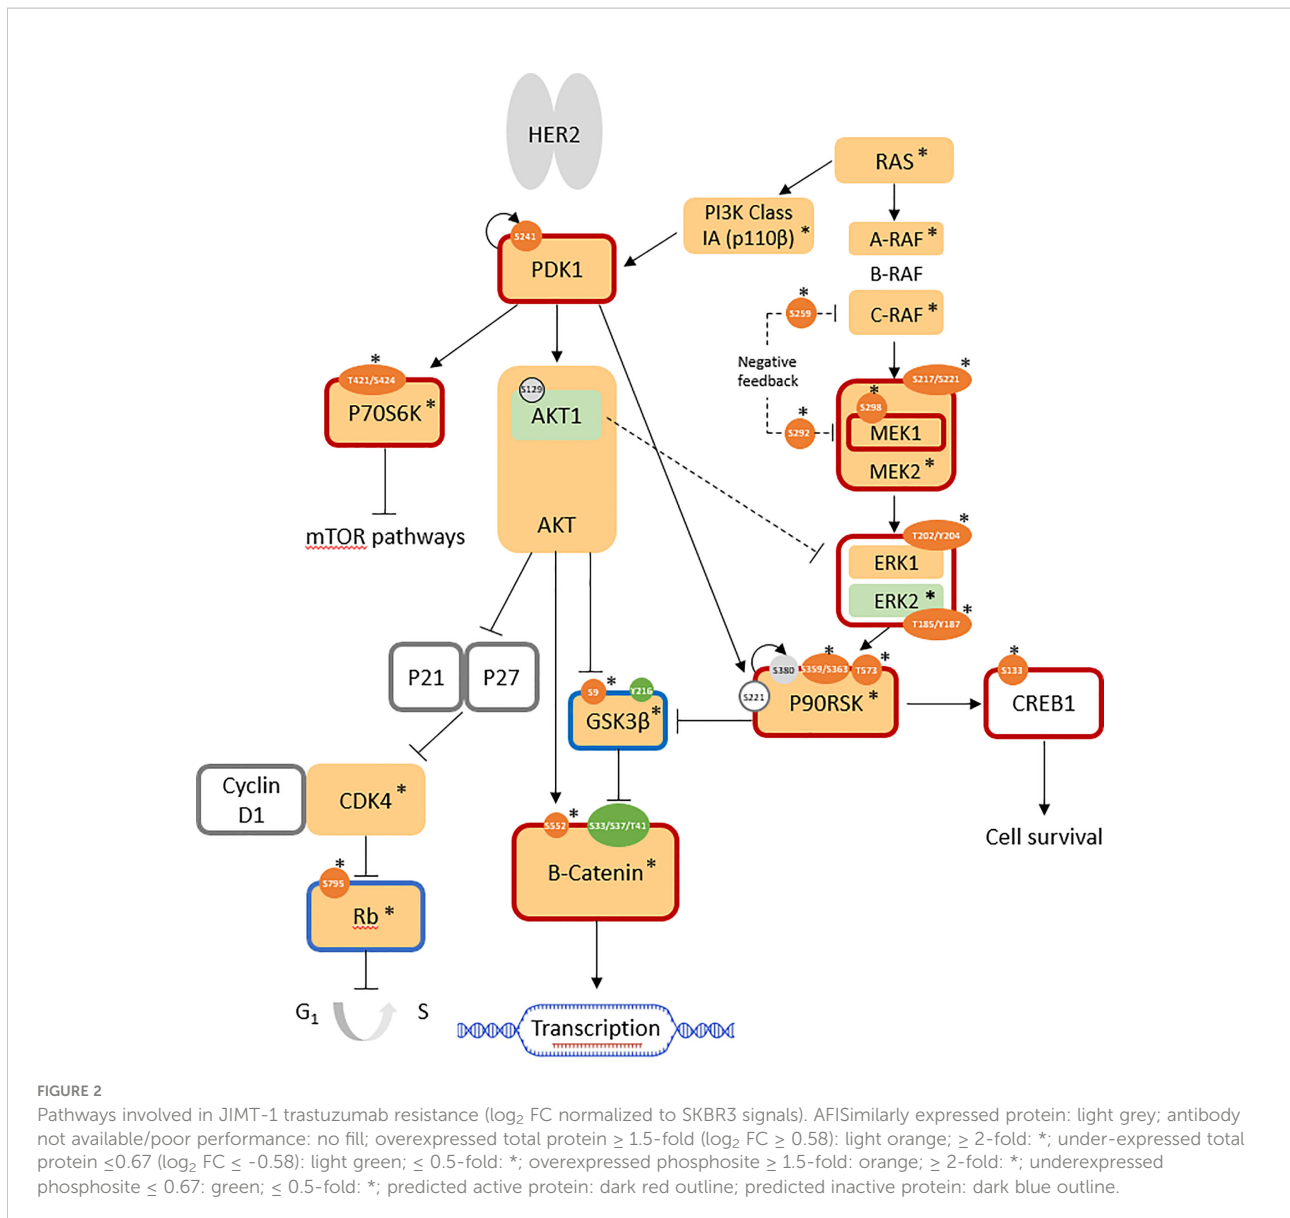 HER2
RAS *
PI3K Class
IA (p110β) *
A-RAF *
B-RAF
C-RAF *
S241
PDK1
*
S259
Negative
feedback
*
S292
*
S217/S221
*
S298
MEK1
MEK2 *
*
T421/S424
P70S6K *
mTOR pathways
S129
AKT1
AKT
*
T202/Y204
ERK1
ERK2 *
*
T185/Y187
P21
P27
S380
*
S359/S363
*
T573
S221
P90RSK *
*
S133
CREB1
S9 *
Y216
GSK3β *
Cyclin
D1
CDK4 *
Cell survival
S552 *
S33/S37/T41
B-Catenin *
*
S795
Rb *
G1
S
Transcription
FIGURE 2
Pathways involved in JIMT-1 trastuzumab resistance (log2 FC normalized to SKBR3 signals). AFISimilarly expressed protein: light grey; antibody
not available/poor performance: no fill; overexpressed total protein ≥ 1.5-fold (log2 FC ≥ 0.58): light orange; ≥ 2-fold: *; under-expressed total
protein ≤0.67 (log2 FC ≤ -0.58): light green; ≤ 0.5-fold: *; overexpressed phosphosite ≥ 1.5-fold: orange; ≥ 2-fold: *; underexpressed
phosphosite ≤ 0.67: green; ≤ 0.5-fold: *; predicted active protein: dark red outline; predicted inactive protein: dark blue outline.